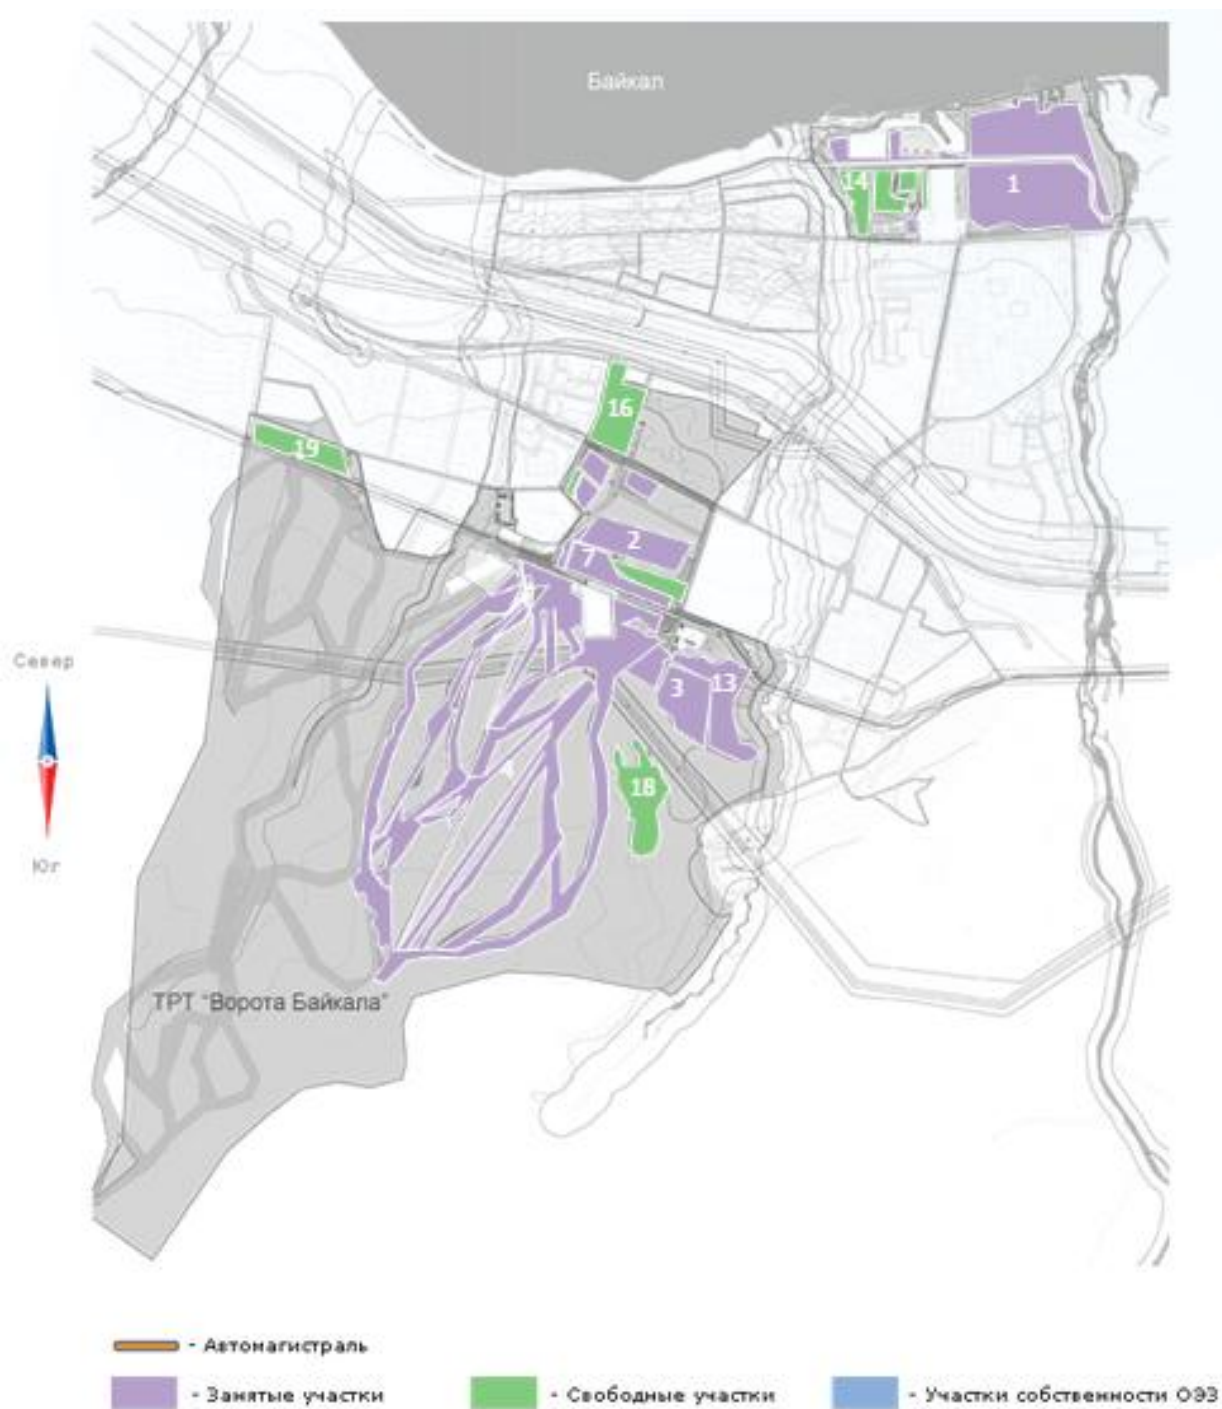 Байкал
14
1
16
19
2
7
3
13
Север
18
Юг
ТРТ "Ворота Байкала"
- Автомагистраль
- Занятые участки
- Свободные участки
- Участки собственности ОЭЗ